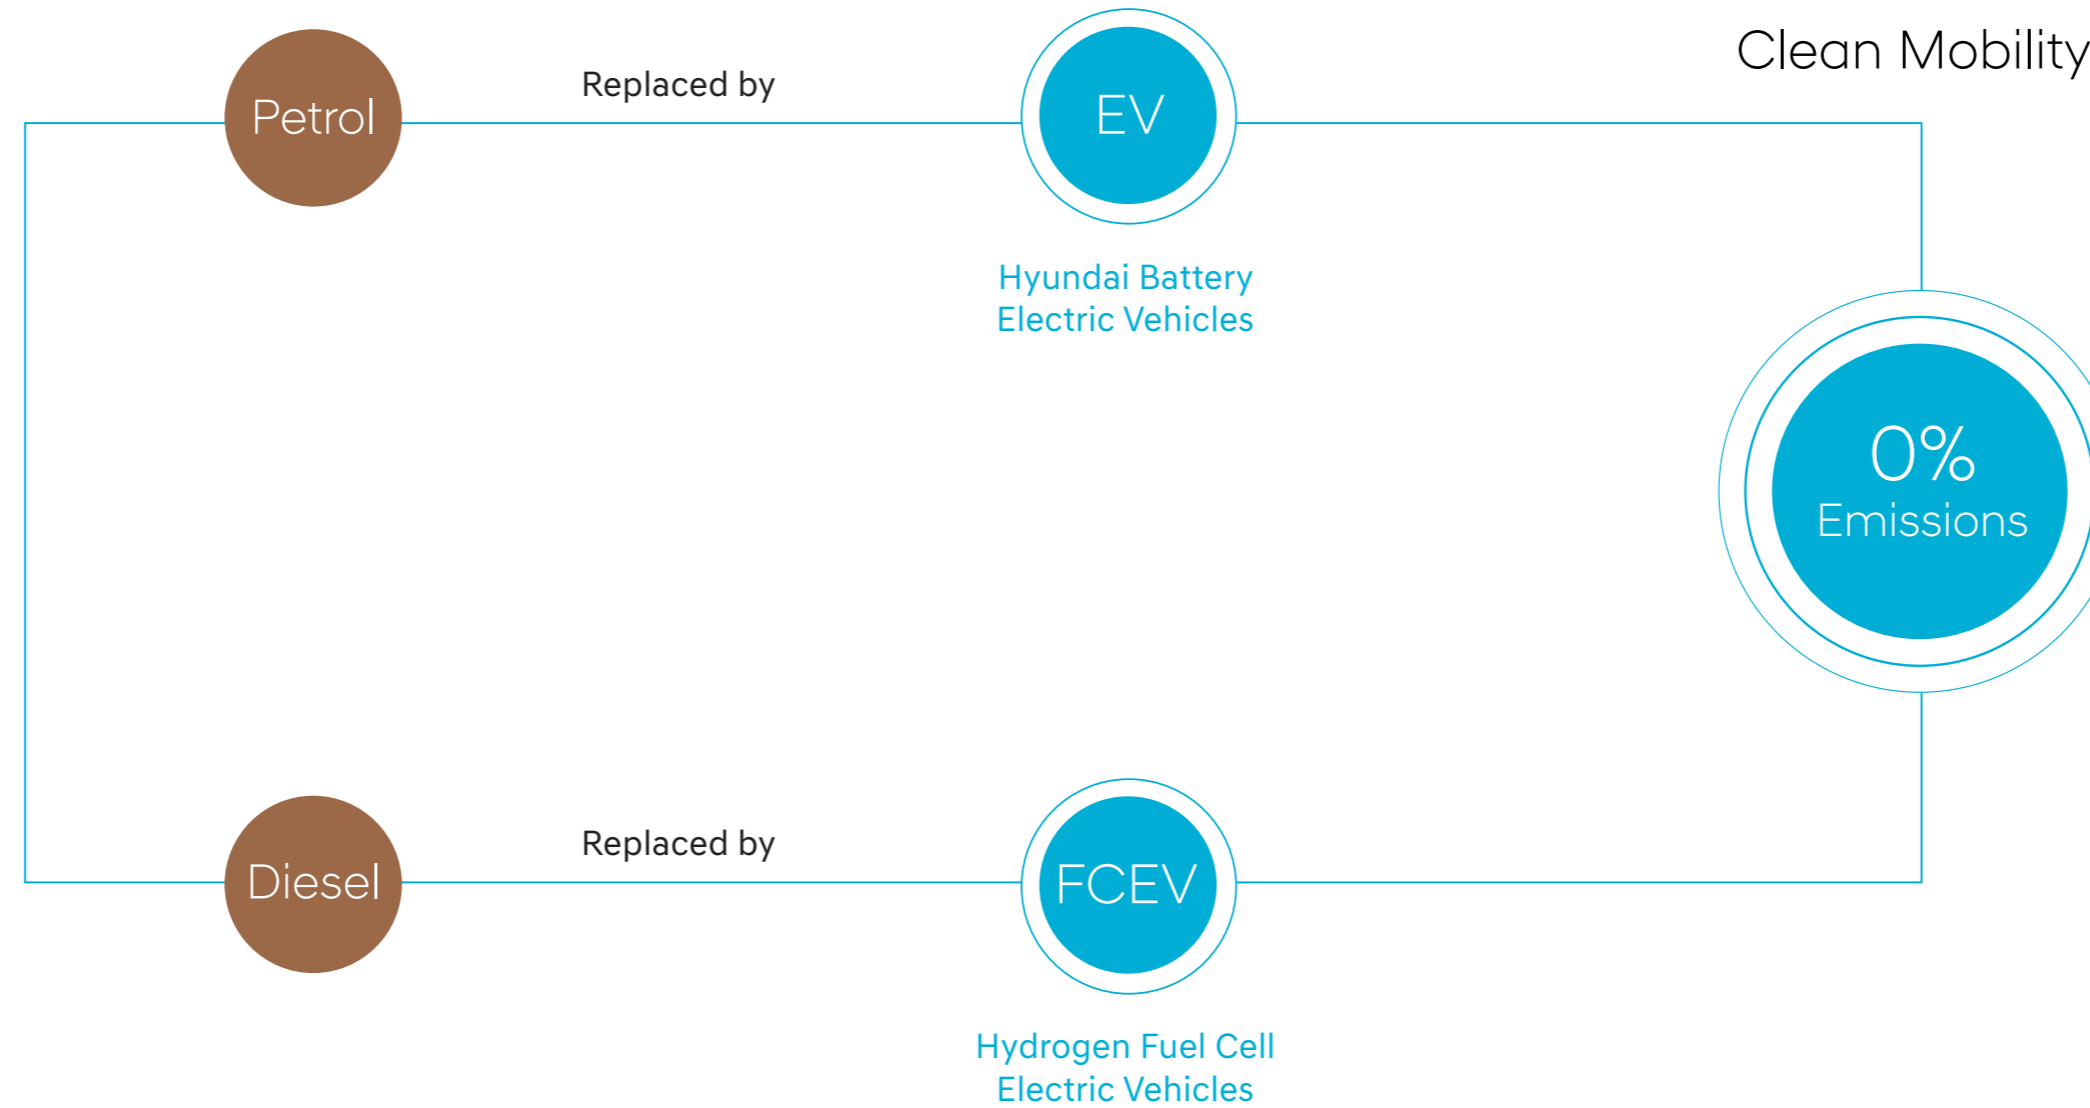 Clean Mobility
Petrol
Replaced by
EV
Hyundai Battery
Electric Vehicles
0%
Emissions
Diesel
Replaced by
FCEV
Hydrogen Fuel Cell
Electric Vehicles